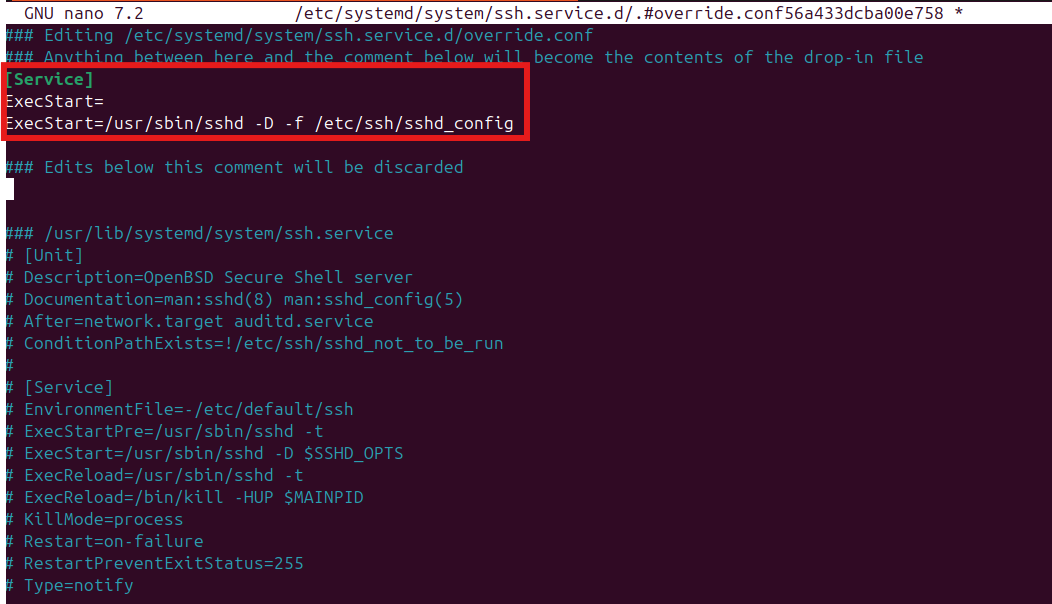 GNU nano 7.2 /etc/systemd/system/ssh.service.d/.#override.conf56a433dcba00e758 *
### Editing /etc/systemd/system/ssh.service.d/override.conf
### Anything between here and the comment below will become the contents of the drop-in file
[Service]
ExecStart=
ExecStart=/usr/sbin/sshd -D -f /etc/ssh/sshd_config
### Edits below this comment will be discarded
### /usr/lib/systemd/system/ssh.service
# [Unit]
# Description=OpenBSD Secure Shell server
# Documentation=man:sshd(8) man:sshd_config(5)
# After=network.target auditd.service
# ConditionPathExists=!/etc/ssh/sshd_not_to_be_run
#
# [Service]
# EnvironmentFile=-/etc/default/ssh
# ExecStartPre=/usr/sbin/sshd -t
# ExecStart=/usr/sbin/sshd -D $SSHD_OPTS
# ExecReload=/usr/sbin/sshd -t
# ExecReload=/bin/kill -HUP $MAINPID
# KillMode=process
# Restart=on-failure
# RestartPreventExitStatus=255
# Type=notify